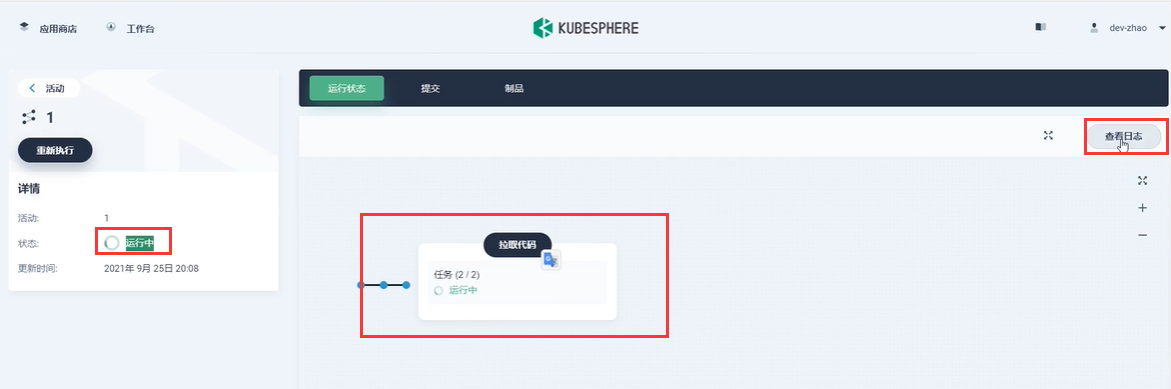 应用商店
工作台
KUBESPHERE
dev-zhao
活动
1
重新执行
详情
活动: 1
状态: 运行中
更新时间: 2021年 9月 25日 20:08
运行状态 提交 制品
查看日志
拉取代码
任务 (2 / 2)
运行中